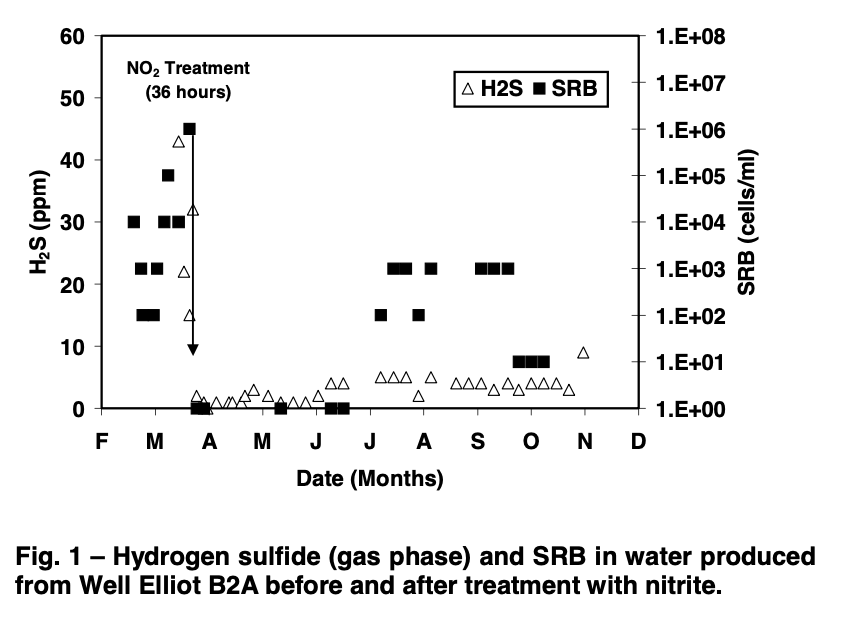 60
50
40
30
20
10
0
H₂S (ppm)
NO₂ Treatment
(36 hours)
H2S SRB
1.E+08
1.E+07
1.E+06
1.E+05
1.E+04
1.E+03
1.E+02
1.E+01
1.E+00
SRB (cells/ml)
F M A M J J A S O N D
Date (Months)
Fig. 1 – Hydrogen sulfide (gas phase) and SRB in water produced
from Well Elliot B2A before and after treatment with nitrite.